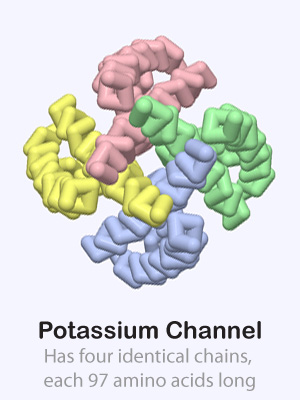 Potassium Channel
Has four identical chains,
each 97 amino acids long